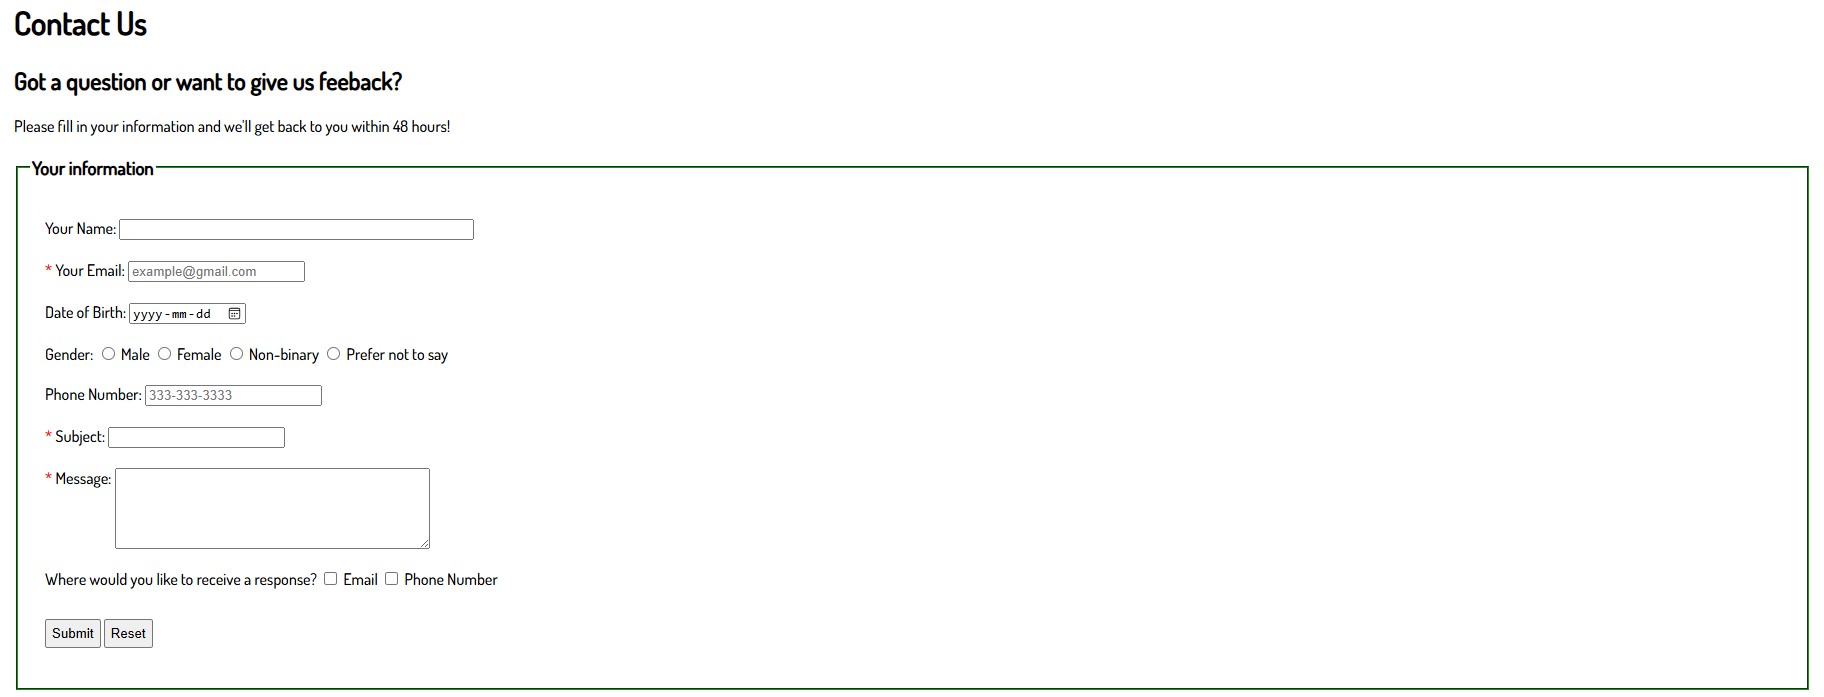 Contact Us
Got a question or want to give us feeback?
Please fill in your information and we'll get back to you within 48 hours!
Your information
Your Name:
* Your Email: example@gmail.com
Date of Birth: yyyy-mm-dd
Gender: Male Female Non-binary Prefer not to say
Phone Number: 333-333-3333
* Subject:
* Message:
Where would you like to receive a response? Email Phone Number
Submit Reset